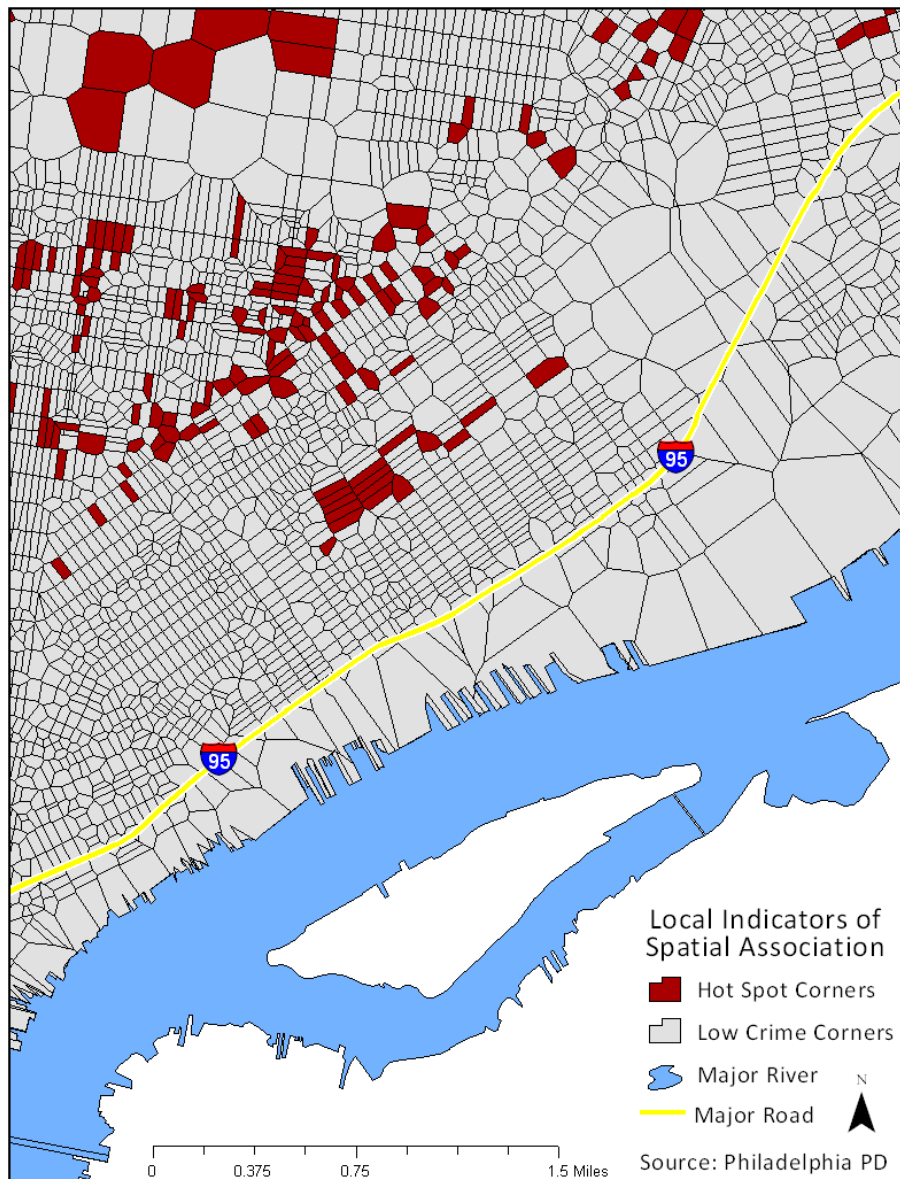 95
95
Local Indicators of
Spatial Association
Hot Spot Corners
Low Crime Corners
Major River
N
Major Road
0 0.375 0.75 1.5 Miles
Source: Philadelphia PD